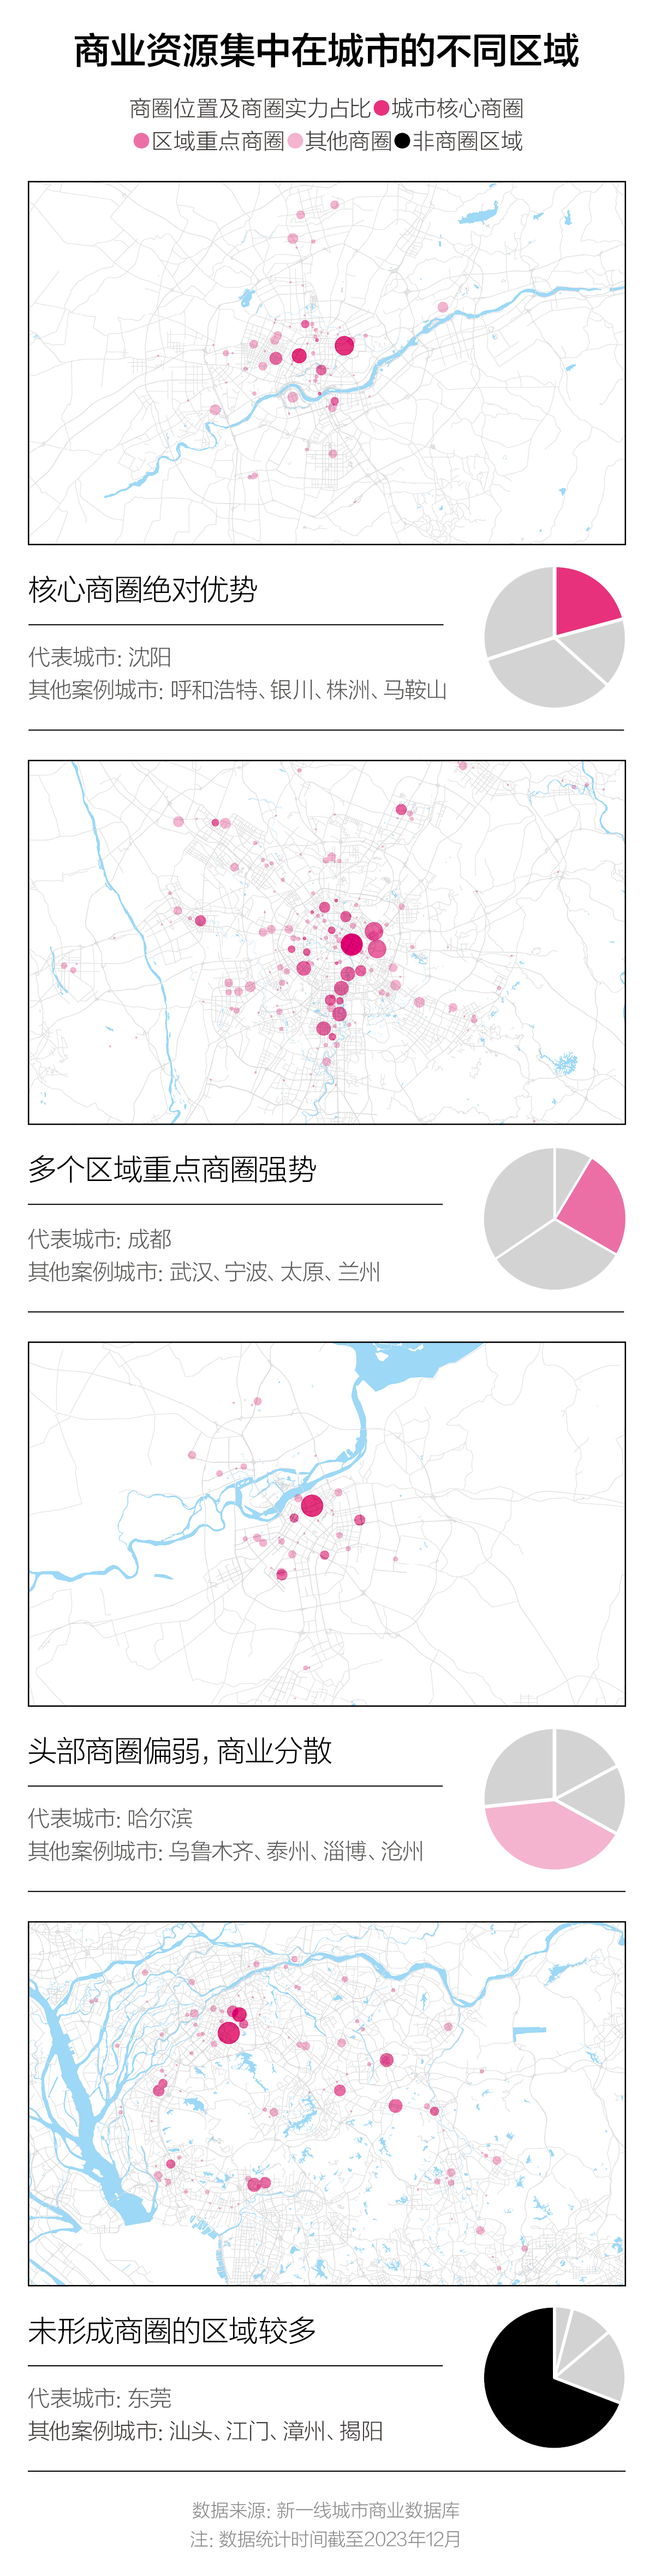 商业资源集中在城市的不同区域
商圈位置及商圈实力占比●城市核心商圈
●区域重点商圈●其他商圈●非商圈区域
核心商圈绝对优势
代表城市：沈阳
其他案例城市：呼和浩特、银川、株洲、马鞍山
多个区域重点商圈强势
代表城市：成都
其他案例城市：武汉、宁波、太原、兰州
头部商圈偏弱，商业分散
代表城市：哈尔滨
其他案例城市：乌鲁木齐、泰州、淄博、沧州
未形成商圈的区域较多
代表城市：东莞
其他案例城市：汕头、江门、漳州、揭阳
数据来源：新一线城市商业数据库
注：数据统计时间截至2023年12月